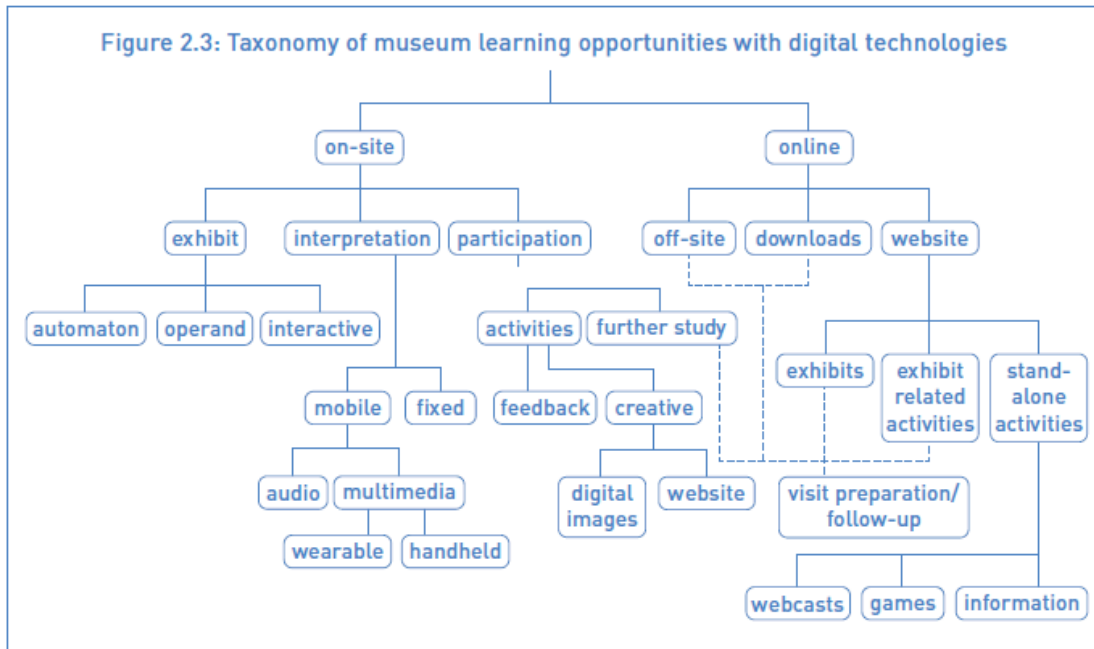 Figure 2.3: Taxonomy of museum learning opportunities with digital technologies
on-site
online
exhibit
interpretation
participation
off-site
downloads
website
automaton
operand
interactive
activities
further study
exhibits
exhibit
related
activities
stand-
alone
activities
mobile
fixed
feedback
creative
audio
multimedia
digital
images
website
visit preparation/
follow-up
wearable
handheld
webcasts
games
information